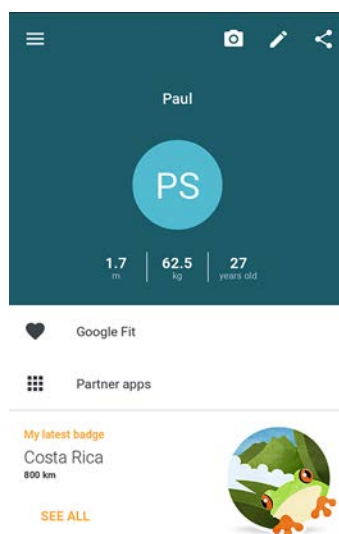 Paul
PS
1.7 62.5 27
m kg years old
Google Fit
Partner apps
My latest badge
Costa Rica
800 km
SEE ALL